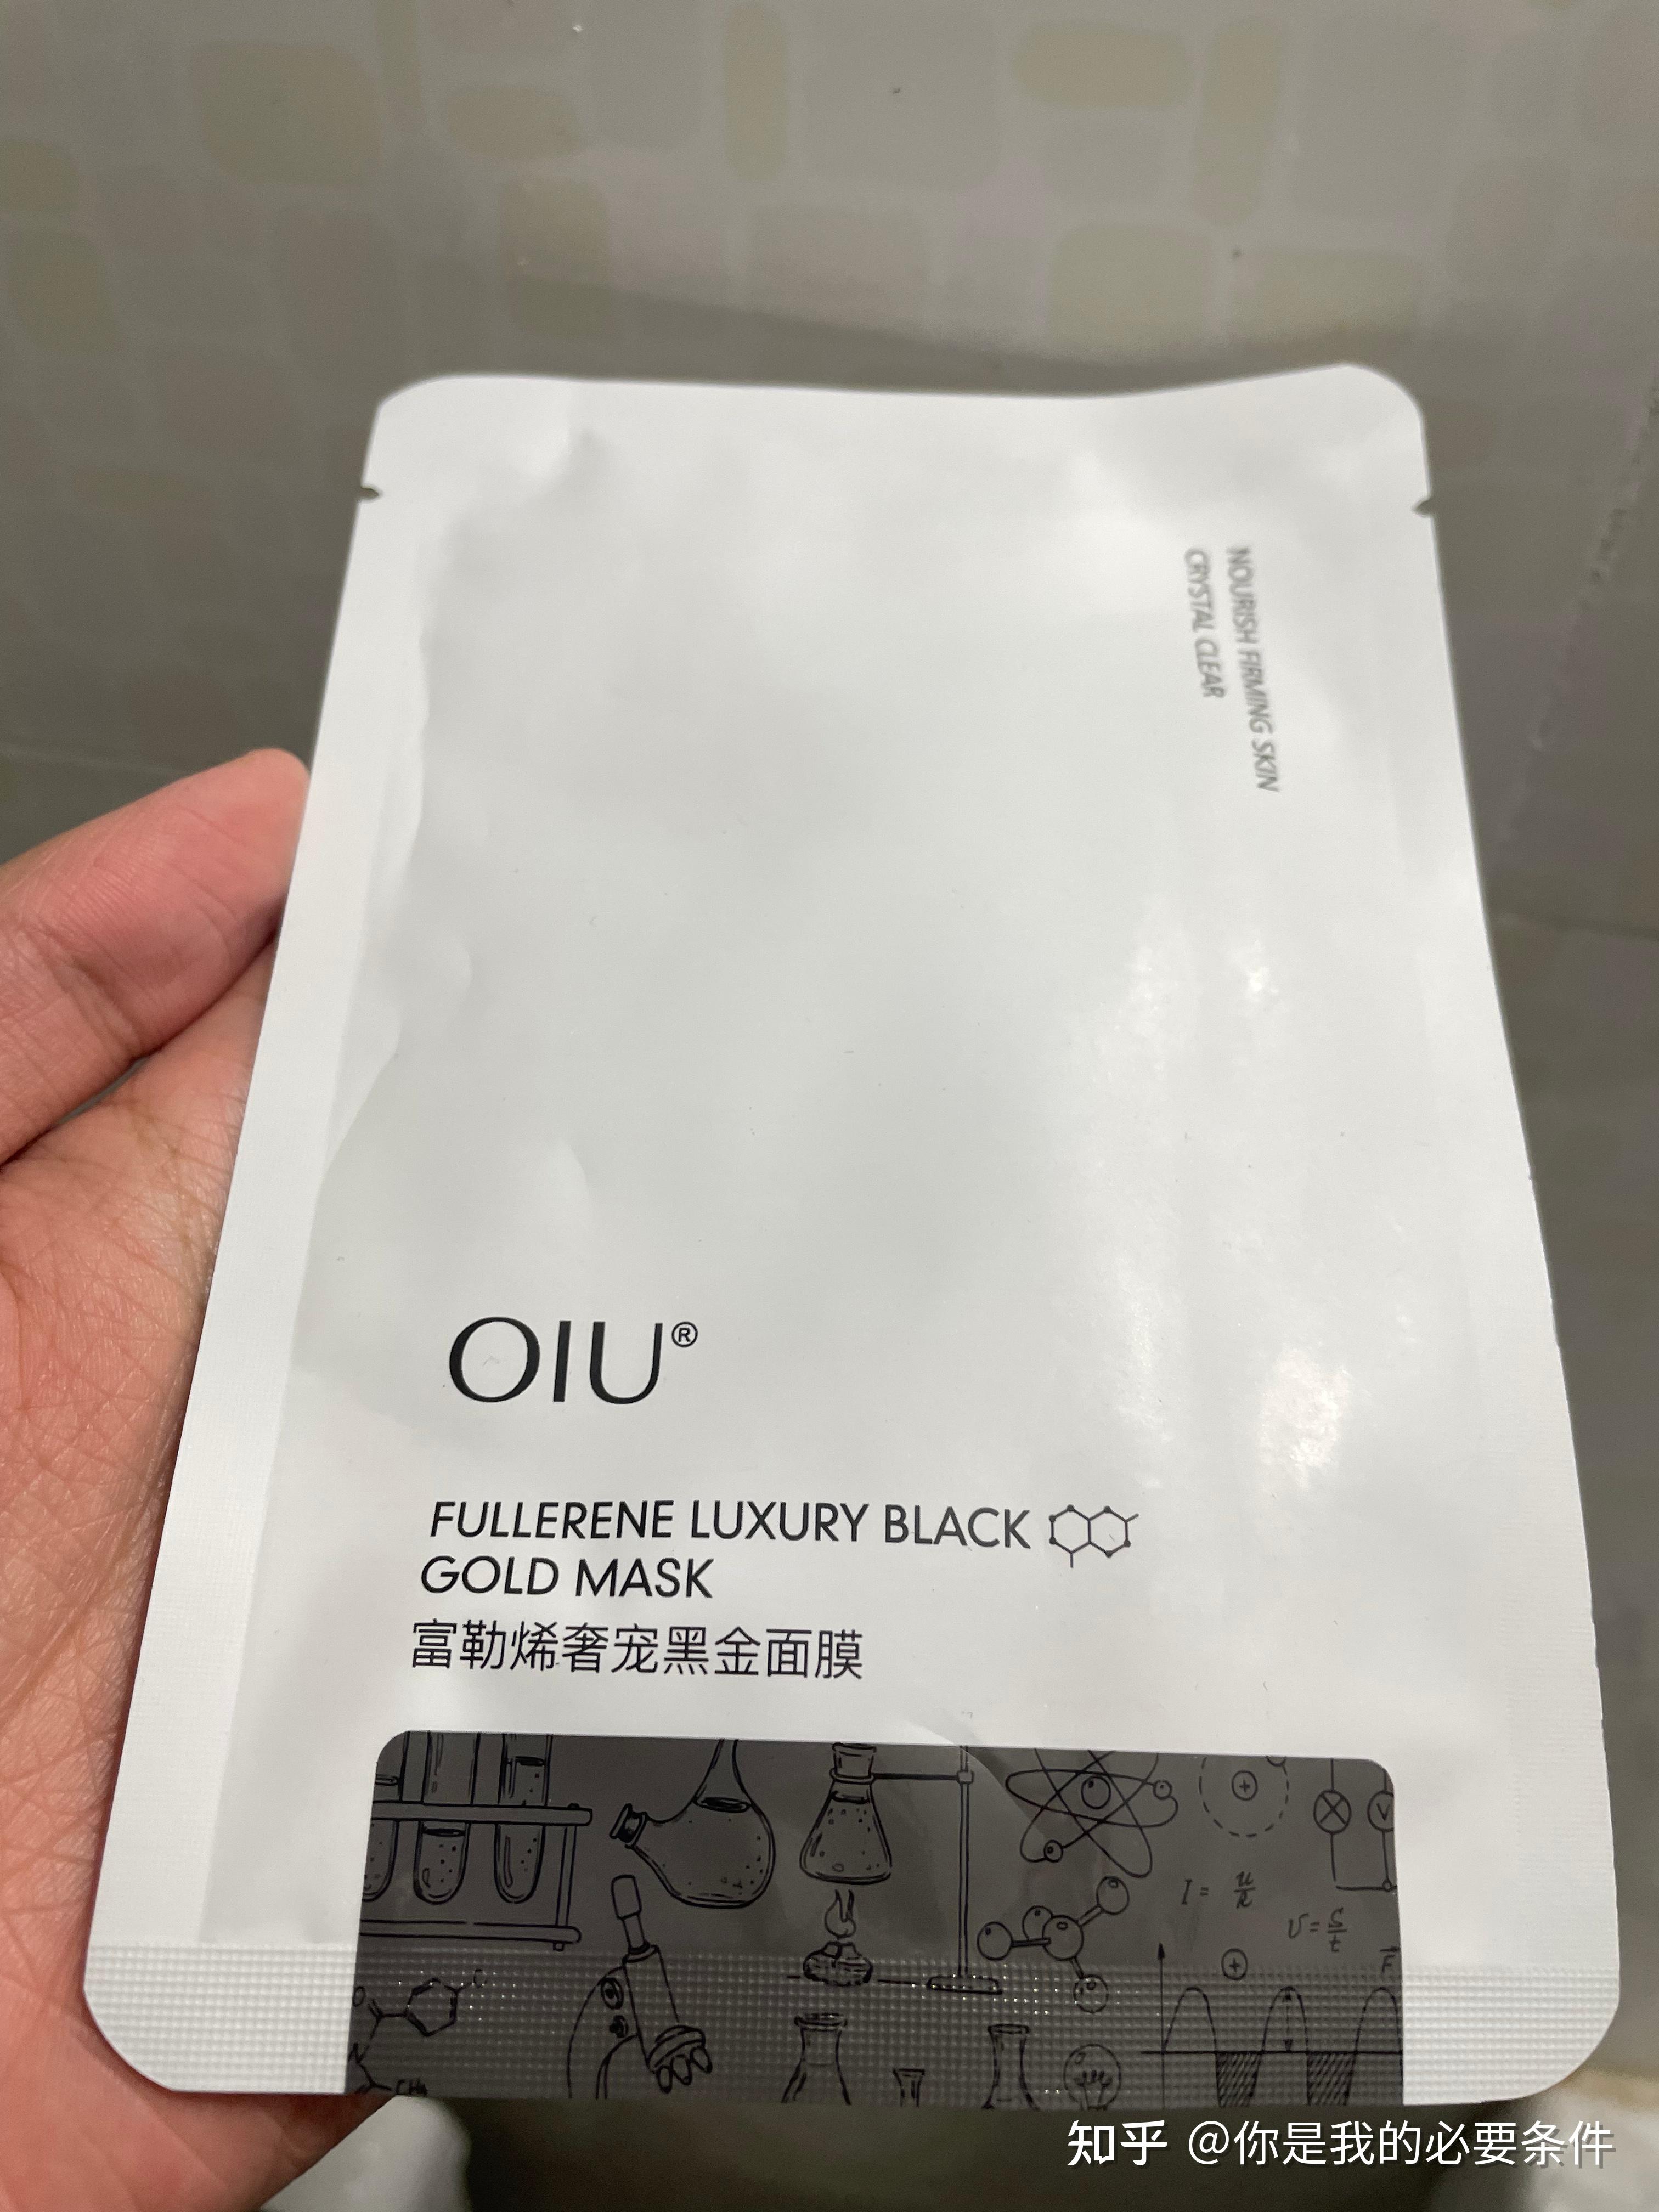 NOURISH FIRMING SKIN
CRYSTAL CLEAR
OIU®
FULLERENE LUXURY BLACK
GOLD MASK
富勒烯奢宠黑金面膜
V
I = u/R
v = s/t
F
CH₃
知乎 @你是我的必要条件